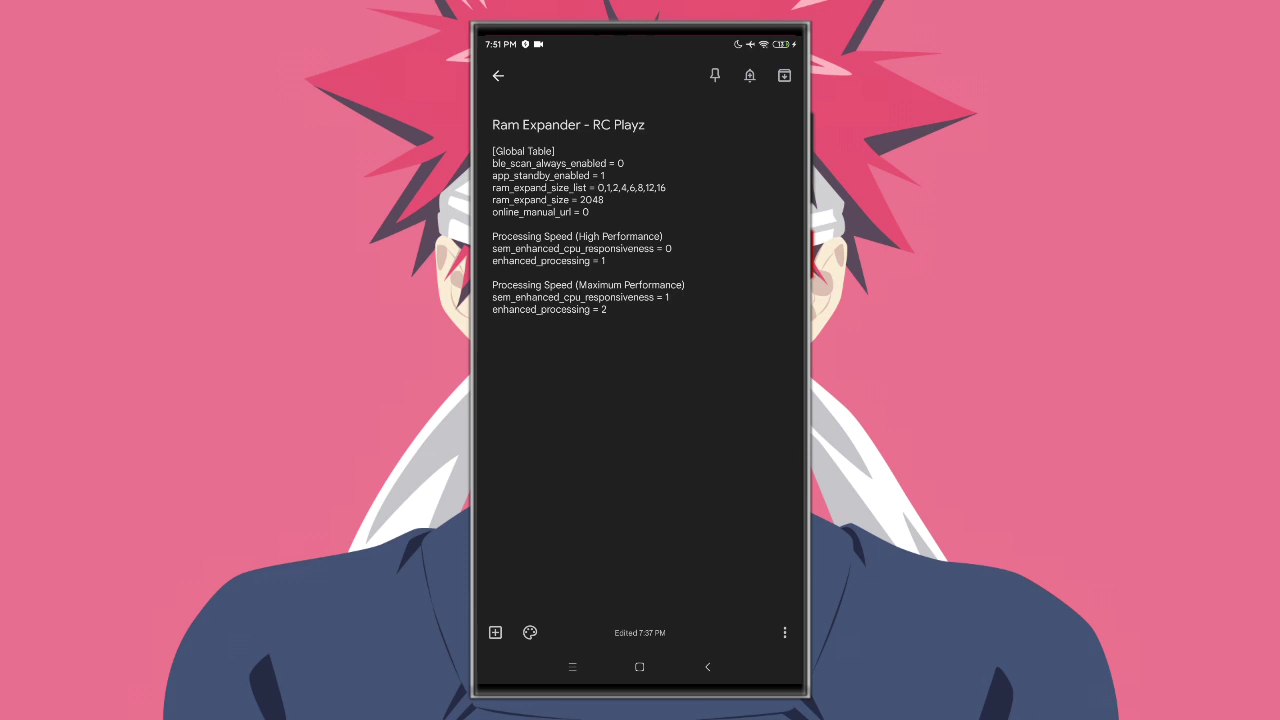 7:51 PM
Ram Expander - RC Playz
[Global Table]
ble_scan_always_enabled = 0
app_standby_enabled = 1
ram_expand_size_list = 0,1,2,4,6,8,12,16
ram_expand_size = 2048
online_manual_url = 0
Processing Speed (High Performance)
sem_enhanced_cpu_responsiveness = 0
enhanced_processing = 1
Processing Speed (Maximum Performance)
sem_enhanced_cpu_responsiveness = 1
enhanced_processing = 2
Edited 7:37 PM